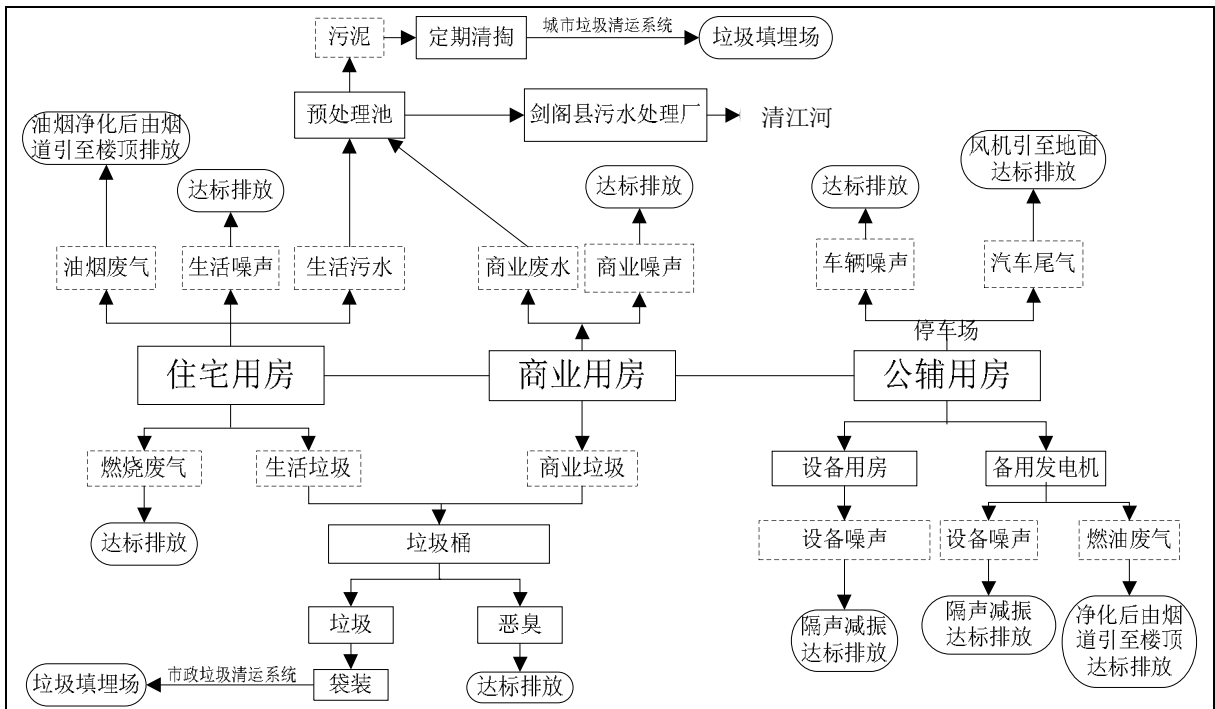 污泥
定期清掏
城市垃圾清运系统
垃圾填埋场
预处理池
剑阁县污水处理厂
清江河
油烟净化后由烟
道引至楼顶排放
达标排放
达标排放
达标排放
风机引至地面
达标排放
油烟废气
生活噪声
生活污水
商业废水
商业噪声
车辆噪声
汽车尾气
停车场
住宅用房
商业用房
公辅用房
燃烧废气
生活垃圾
商业垃圾
设备用房
备用发电机
达标排放
垃圾桶
设备噪声
设备噪声
燃油废气
垃圾
恶臭
隔声减振
达标排放
隔声减振
达标排放
净化后由烟
道引至楼顶
达标排放
垃圾填埋场
市政垃圾清运系统
袋装
达标排放